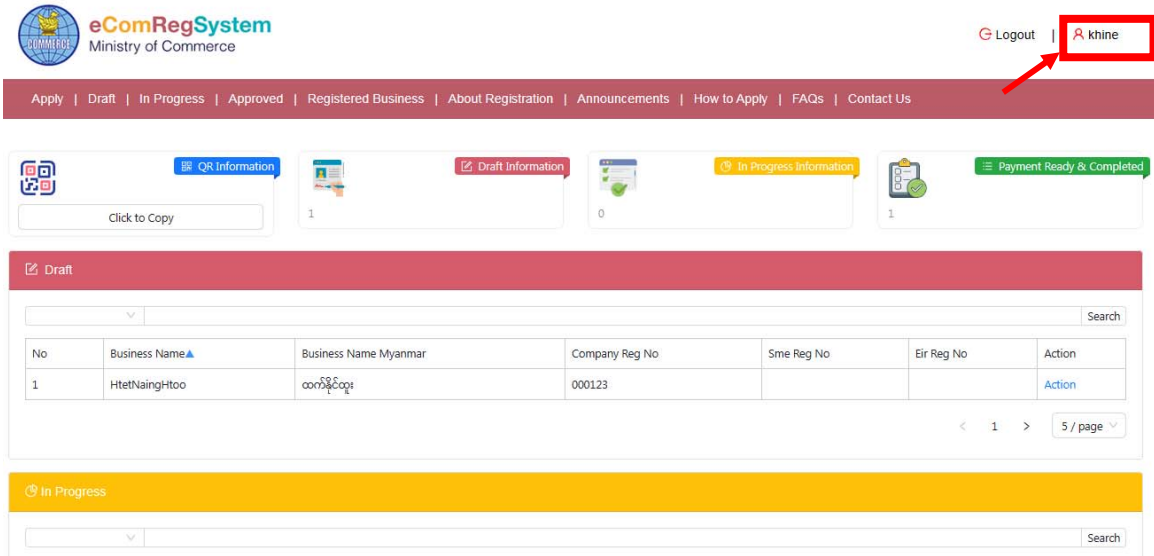 eComRegSystem
Ministry of Commerce
COMMERCE
Logout | khine
Apply | Draft | In Progress | Approved | Registered Business | About Registration | Announcements | How to Apply | FAQs | Contact Us
QR Information
Click to Copy
Draft Information
1
In Progress Information
0
Payment Ready & Completed
1
Draft
Search
No Business Name Business Name Myanmar Company Reg No Sme Reg No Eir Reg No Action
1 HtetNaingHtoo ထက်နိုင်ထူး 000123 Action
< 1 > 5 / page
In Progress
Search